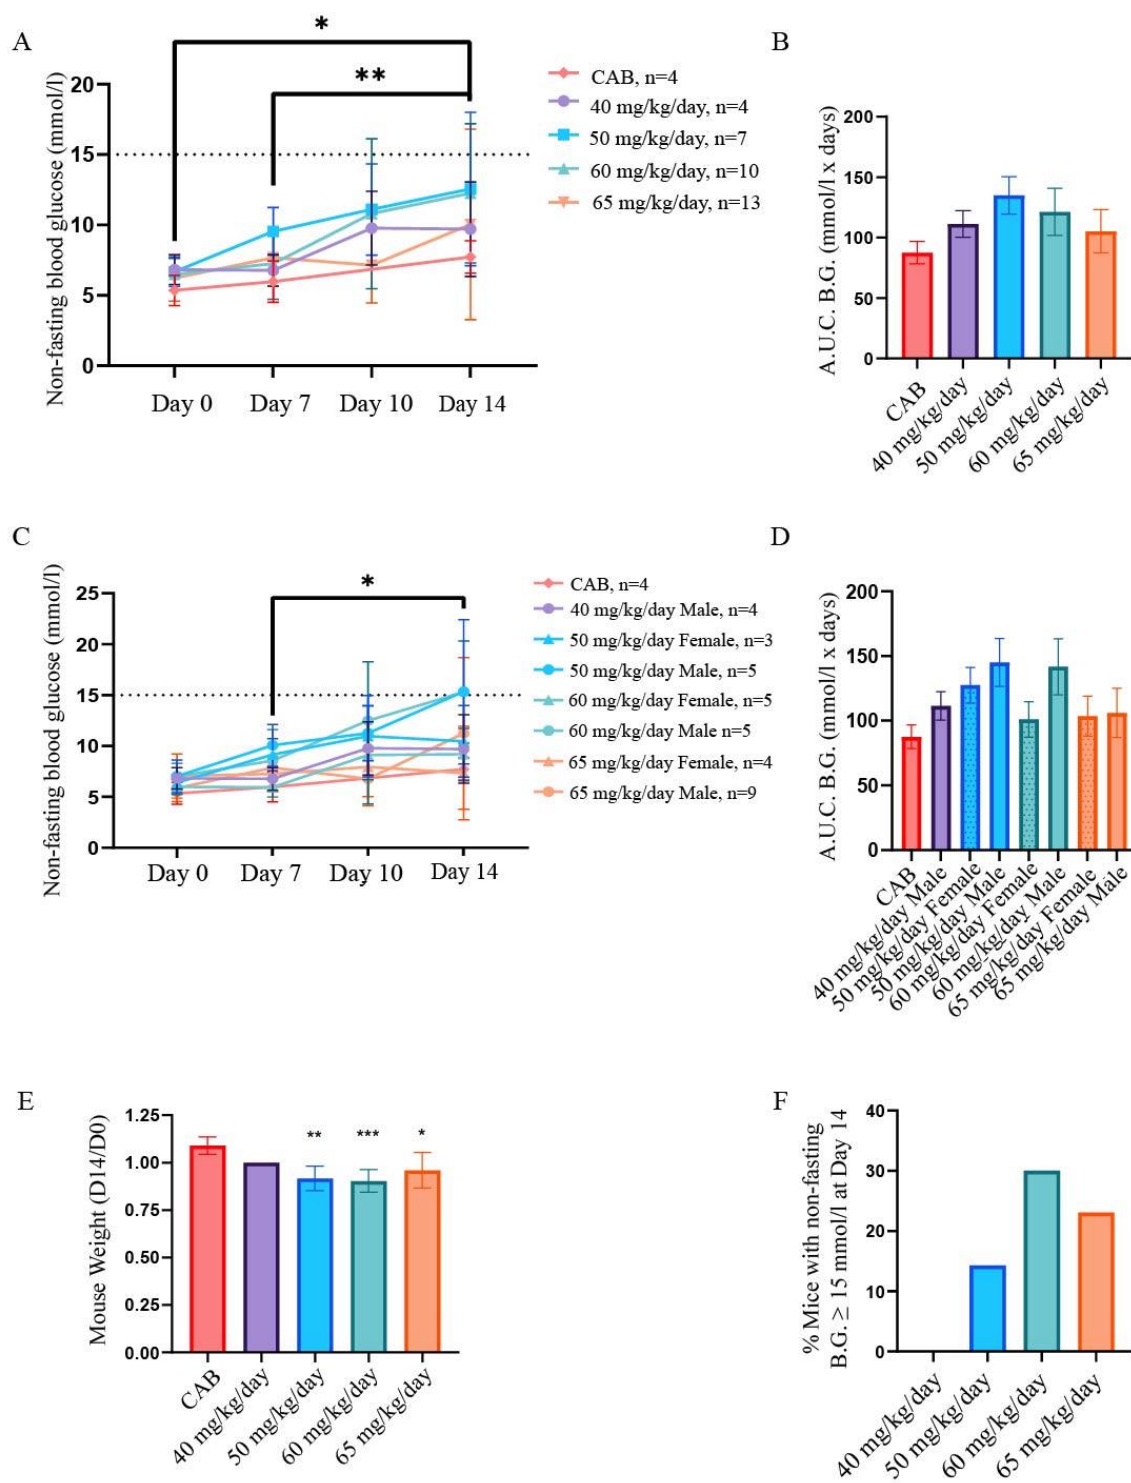 A
Non-fasting blood glucose (mmol/l)
20
15
10
5
0
*
**
Day 0
Day 7
Day 10
Day 14
CAB, n=4
40 mg/kg/day, n=4
50 mg/kg/day, n=7
60 mg/kg/day, n=10
65 mg/kg/day, n=13
B
A.U.C. B.G. (mmol/l x days)
200
150
100
50
0
CAB
40 mg/kg/day
50 mg/kg/day
60 mg/kg/day
65 mg/kg/day
C
Non-fasting blood glucose (mmol/l)
25
20
15
10
5
0
*
Day 0
Day 7
Day 10
Day 14
CAB, n=4
40 mg/kg/day Male, n=4
50 mg/kg/day Female, n=3
50 mg/kg/day Male, n=5
60 mg/kg/day Female, n=5
60 mg/kg/day Male n=5
65 mg/kg/day Female, n=4
65 mg/kg/day Male, n=9
D
A.U.C. B.G. (mmol/l x days)
200
150
100
50
0
CAB
40 mg/kg/day Male
50 mg/kg/day Female
50 mg/kg/day Male
60 mg/kg/day Female
60 mg/kg/day Male
65 mg/kg/day Female
65 mg/kg/day Male
E
Mouse Weight (D14/D0)
1.25
1.00
0.75
0.50
0.25
0.00
**
***
*
CAB
40 mg/kg/day
50 mg/kg/day
60 mg/kg/day
65 mg/kg/day
F
% Mice with non-fasting
B.G. ≥ 15 mmol/l at Day 14
40
30
20
10
0
40 mg/kg/day
50 mg/kg/day
60 mg/kg/day
65 mg/kg/day